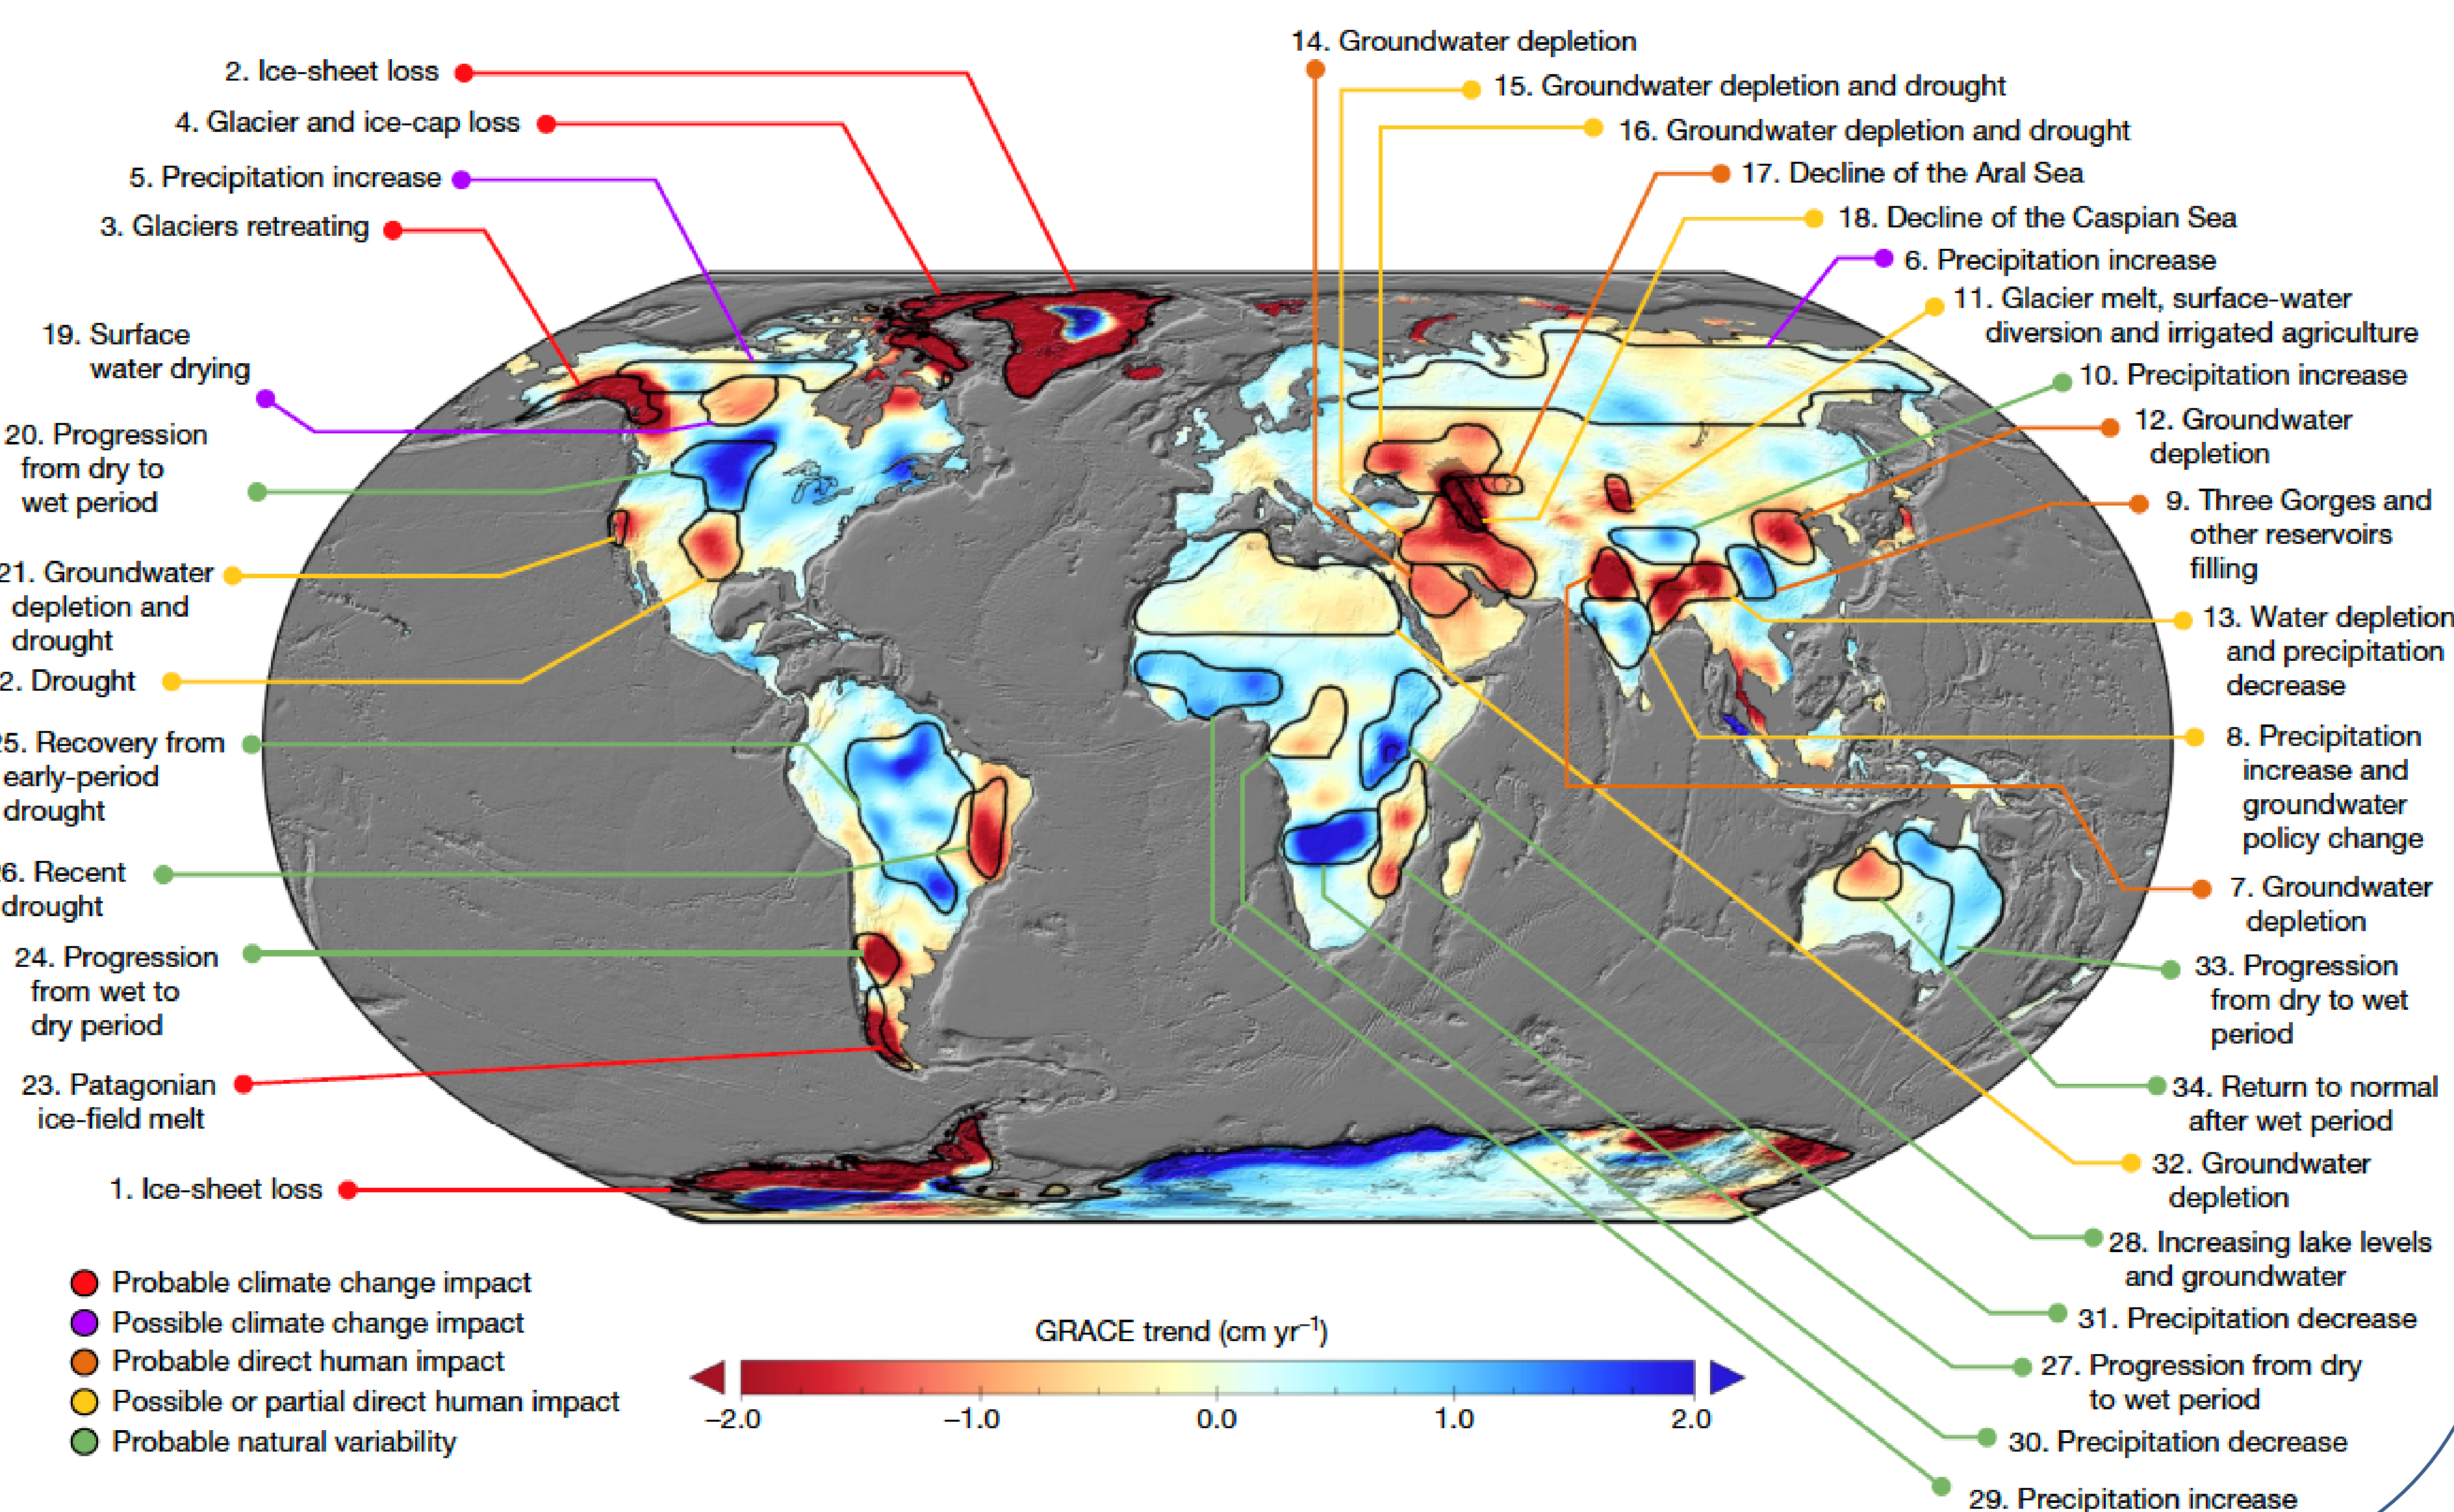 2. Ice-sheet loss
4. Glacier and ice-cap loss
5. Precipitation increase
3. Glaciers retreating
19. Surface
water drying
20. Progression
from dry to
wet period
21. Groundwater
depletion and
drought
2. Drought
5. Recovery from
early-period
drought
6. Recent
drought
24. Progression
from wet to
dry period
23. Patagonian
ice-field melt
1. Ice-sheet loss
14. Groundwater depletion
15. Groundwater depletion and drought
16. Groundwater depletion and drought
17. Decline of the Aral Sea
18. Decline of the Caspian Sea
6. Precipitation increase
11. Glacier melt, surface-water
diversion and irrigated agriculture
10. Precipitation increase
12. Groundwater
depletion
9. Three Gorges and
other reservoirs
filling
13. Water depletion
and precipitation
decrease
8. Precipitation
increase and
groundwater
policy change
7. Groundwater
depletion
33. Progression
from dry to wet
period
34. Return to normal
after wet period
32. Groundwater
depletion
28. Increasing lake levels
and groundwater
31. Precipitation decrease
27. Progression from dry
to wet period
30. Precipitation decrease
29. Precipitation increase
Probable climate change impact
Possible climate change impact
Probable direct human impact
Possible or partial direct human impact
Probable natural variability
GRACE trend (cm yr⁻¹)
–2.0 –1.0 0.0 1.0 2.0